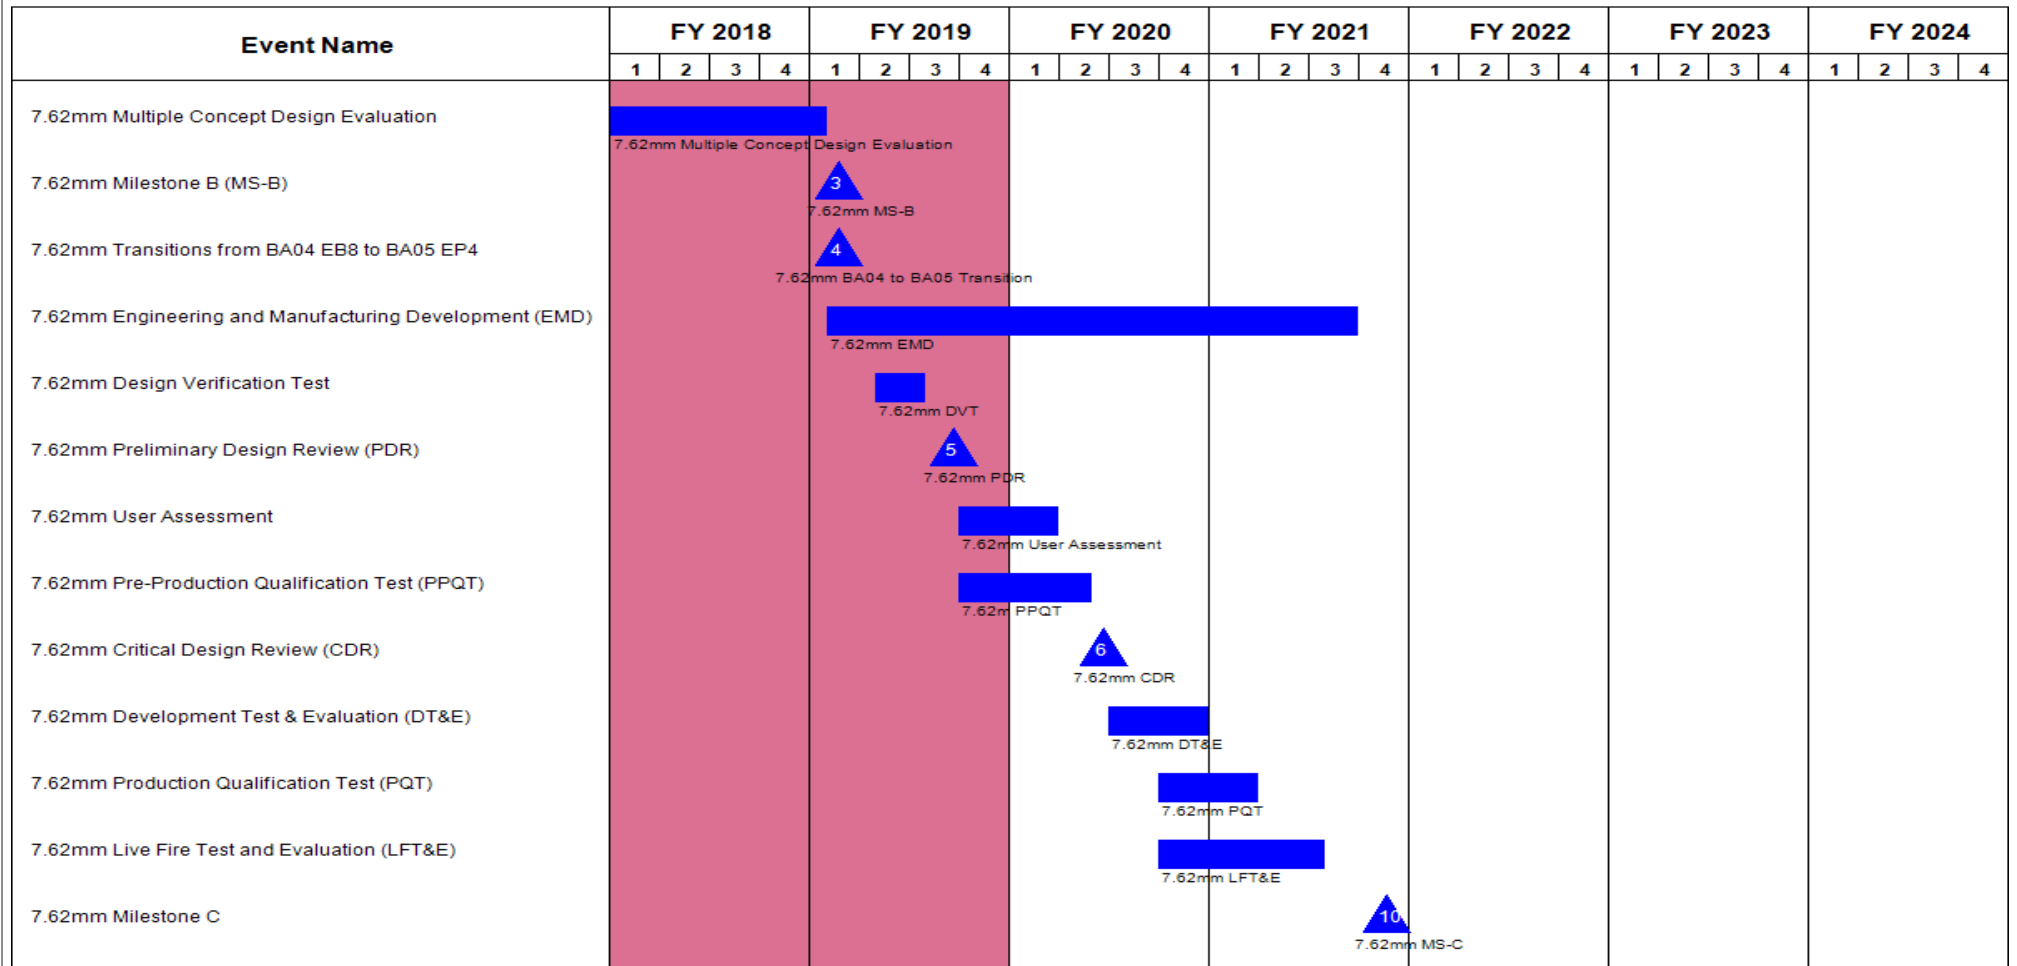 Event Name
FY 2018 FY 2019 FY 2020 FY 2021 FY 2022 FY 2023 FY 2024
1 2 3 4 1 2 3 4 1 2 3 4 1 2 3 4 1 2 3 4 1 2 3 4 1 2 3 4
7.62mm Multiple Concept Design Evaluation
7.62mm Multiple Concept Design Evaluation
7.62mm Milestone B (MS-B)
3
7.62mm MS-B
7.62mm Transitions from BA04 EB8 to BA05 EP4
4
7.62mm BA04 to BA05 Transition
7.62mm Engineering and Manufacturing Development (EMD)
7.62mm EMD
7.62mm Design Verification Test
7.62mm DVT
7.62mm Preliminary Design Review (PDR)
5
7.62mm PDR
7.62mm User Assessment
7.62mm User Assessment
7.62mm Pre-Production Qualification Test (PPQT)
7.62m PPQT
7.62mm Critical Design Review (CDR)
6
7.62mm CDR
7.62mm Development Test & Evaluation (DT&E)
7.62mm DT&E
7.62mm Production Qualification Test (PQT)
7.62mm PQT
7.62mm Live Fire Test and Evaluation (LFT&E)
7.62mm LFT&E
7.62mm Milestone C
10
7.62mm MS-C